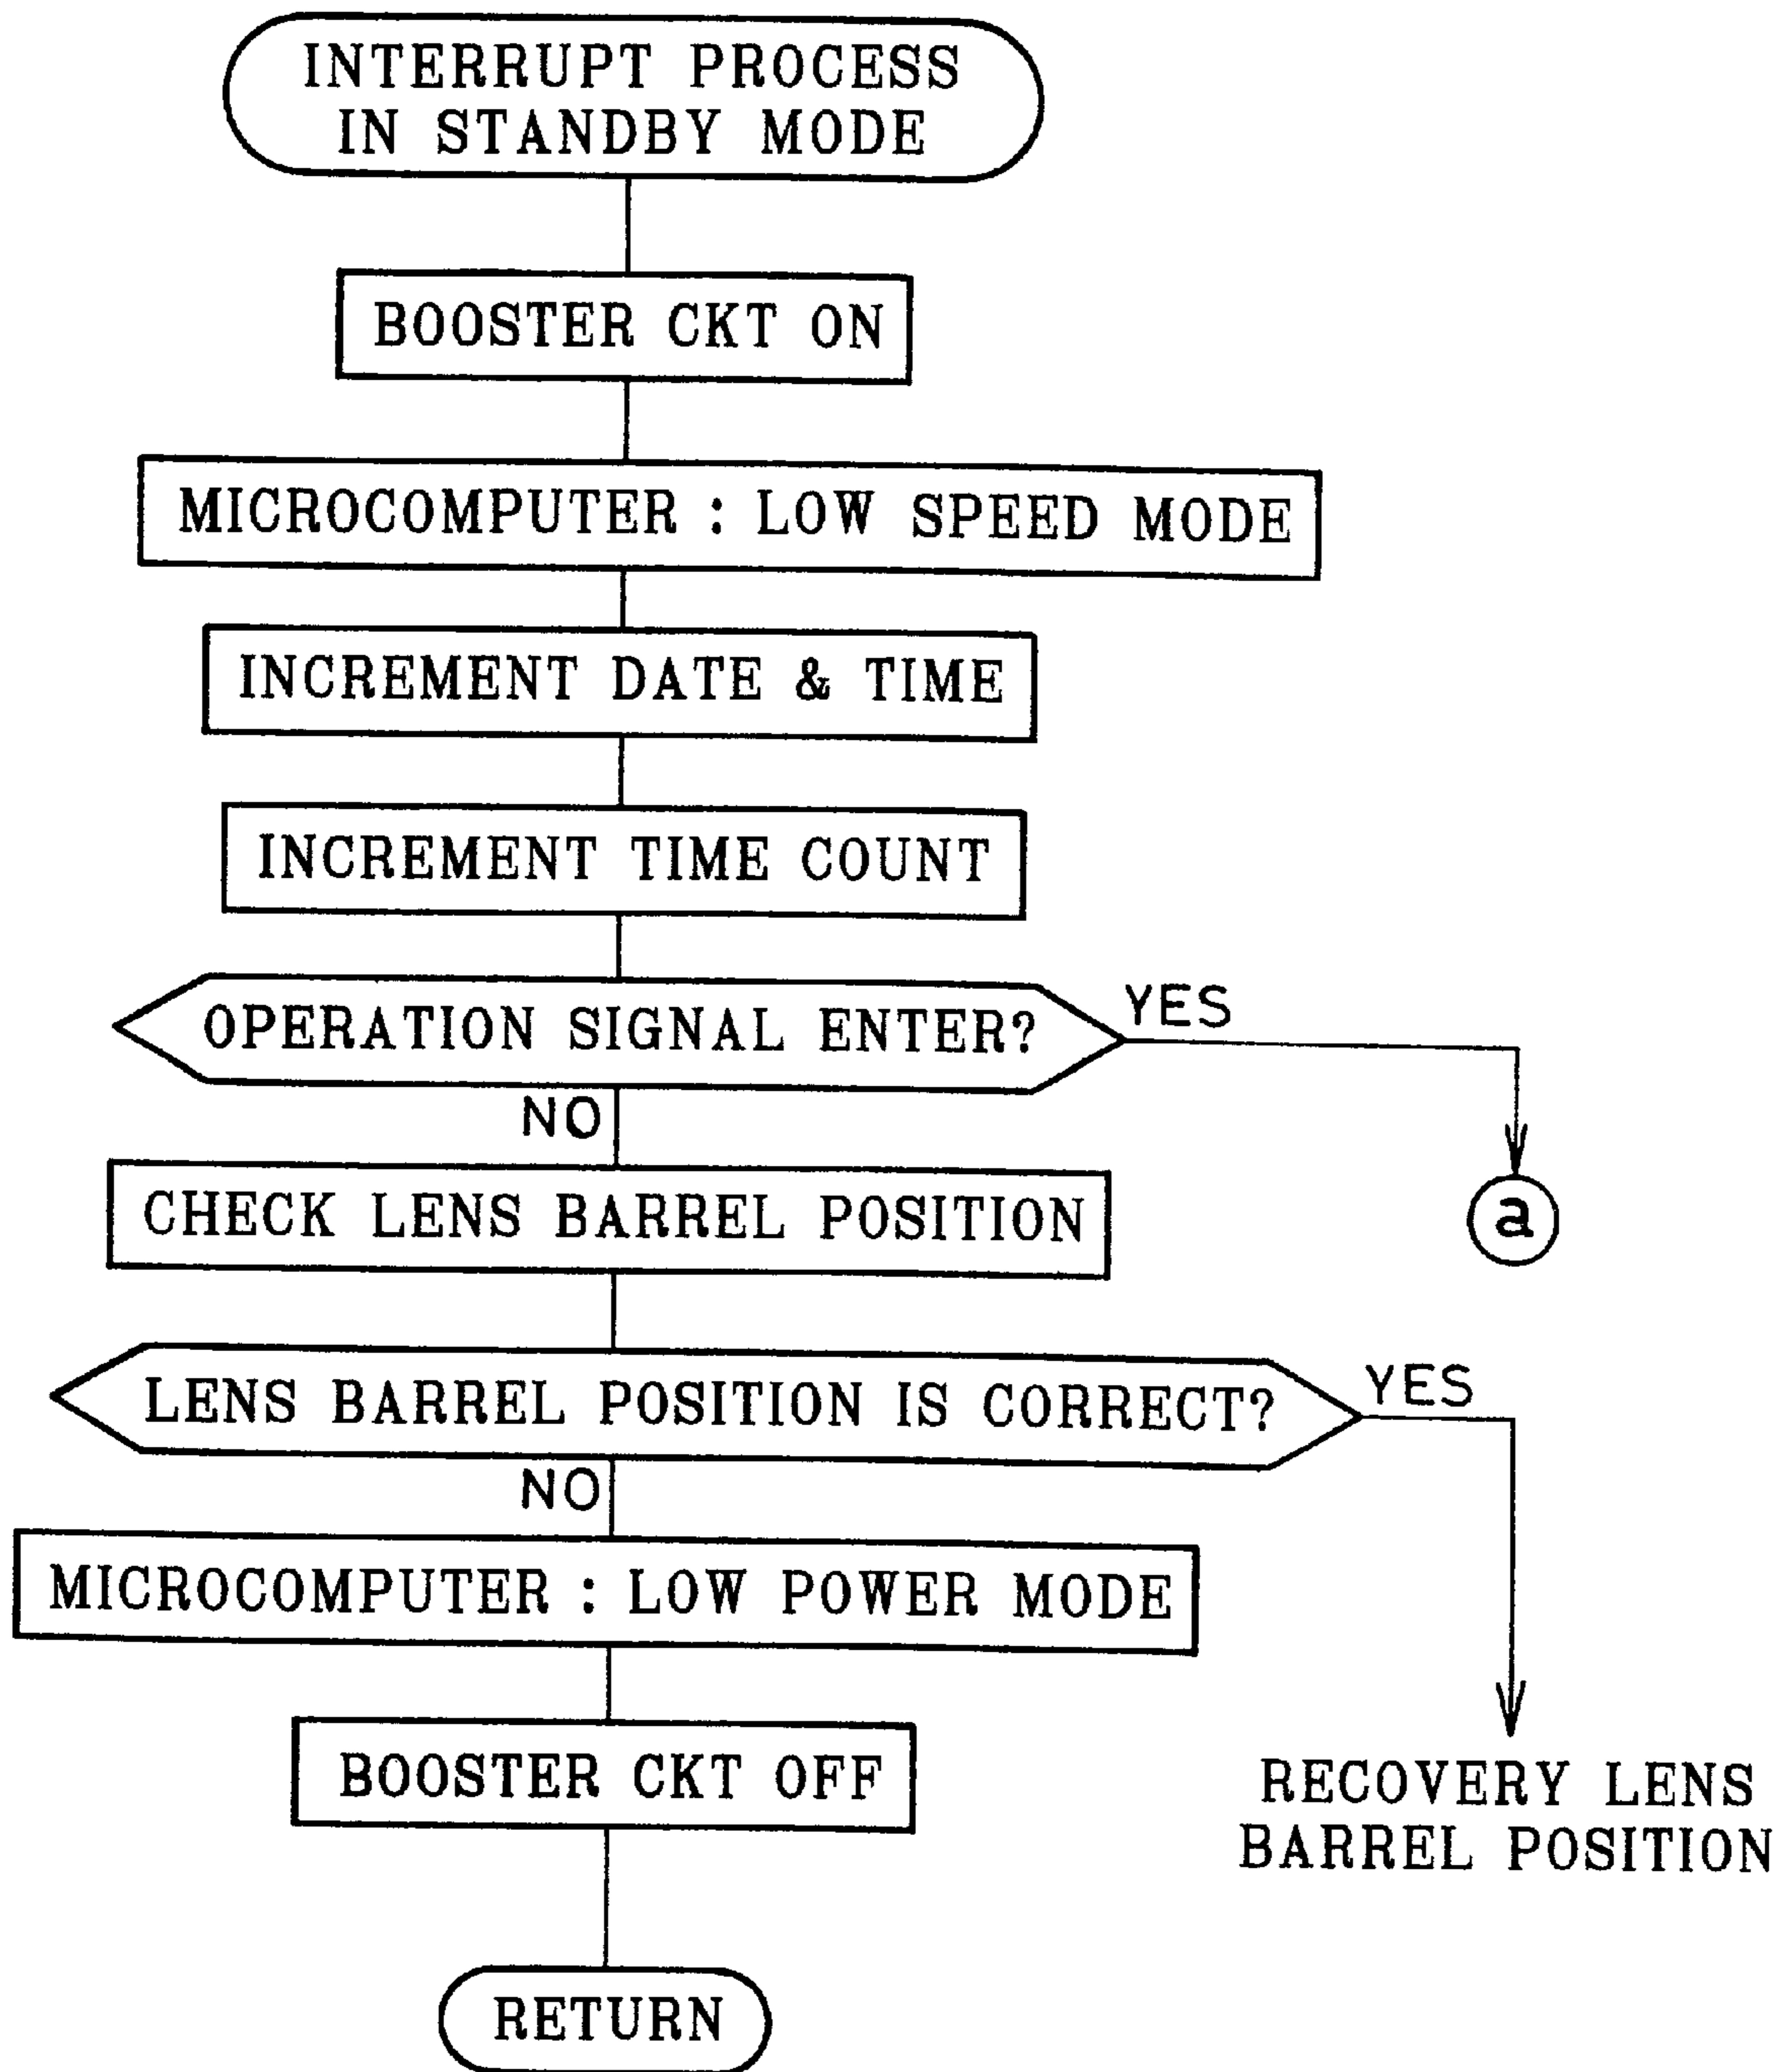 INTERRUPT PROCESS
IN STANDBY MODE
BOOSTER CKT ON
MICROCOMPUTER : LOW SPEED MODE
INCREMENT DATE & TIME
INCREMENT TIME COUNT
OPERATION SIGNAL ENTER?
YES
NO
a
CHECK LENS BARREL POSITION
LENS BARREL POSITION IS CORRECT?
YES
NO
MICROCOMPUTER : LOW POWER MODE
BOOSTER CKT OFF
RECOVERY LENS
BARREL POSITION
RETURN